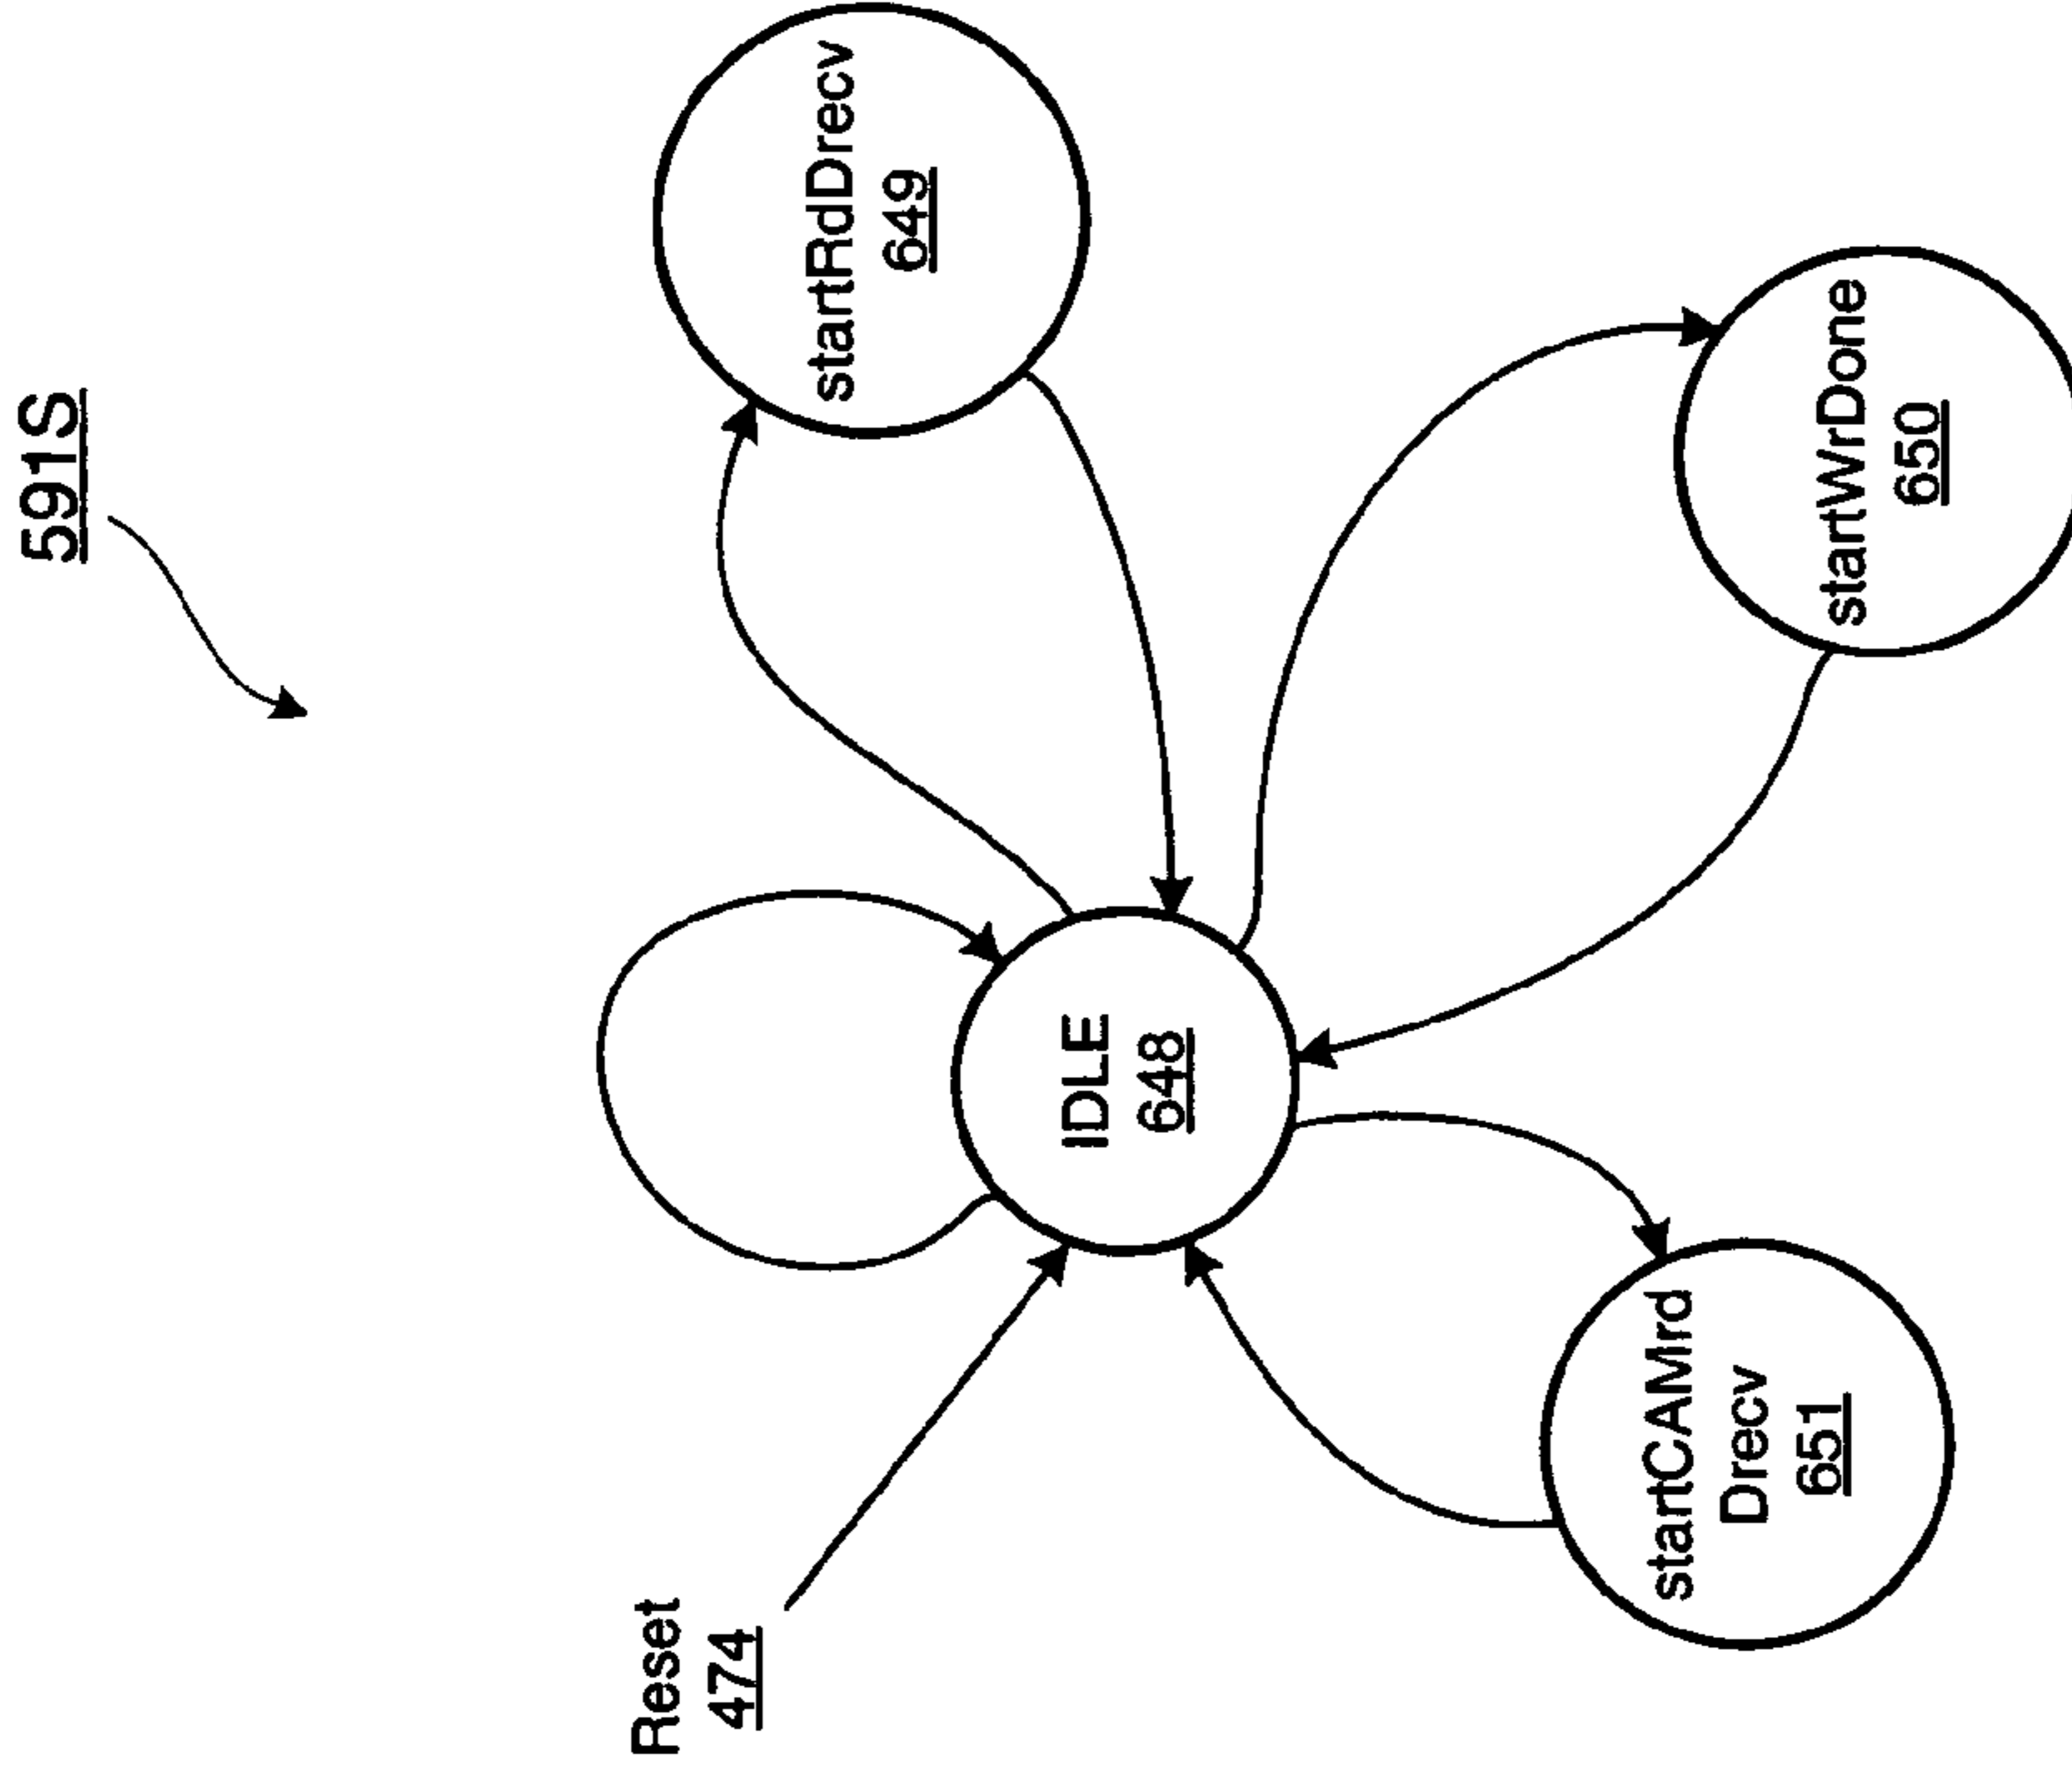 591S
Reset
474
IDLE
648
startRdDrecv
649
startWrDone
650
startCAMrd
Drecv
651